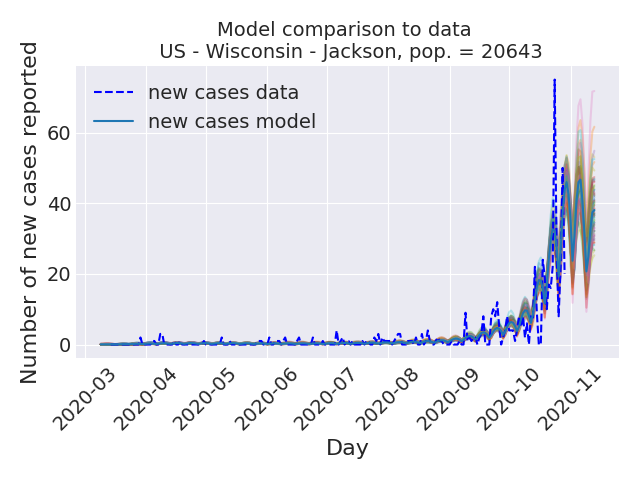 Model comparison to data
US - Wisconsin - Jackson, pop. = 20643
Number of new cases reported
new cases data
new cases model
60
40
20
0
2020-03
2020-04
2020-05
2020-06
2020-07
2020-08
2020-09
2020-10
2020-11
Day